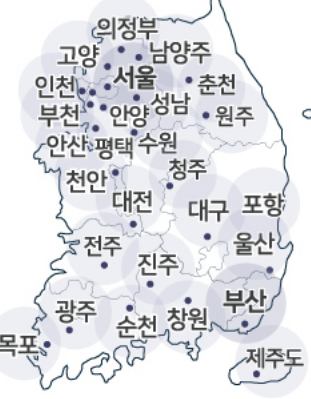 의정부
고양
남양주
서울
인천
춘천
성남
부천
안양
원주
안산
평택
수원
청주
천안
대전
대구
포항
전주
울산
진주
부산
광주
순천
창원
목포
제주도